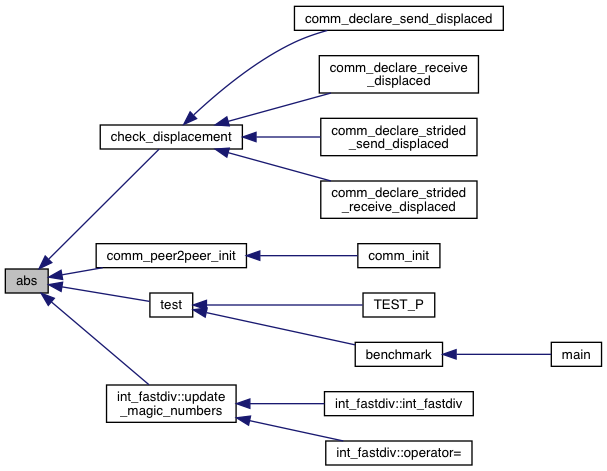 comm_declare_send_displaced
comm_declare_receive
_displaced
check_displacement
comm_declare_strided
_send_displaced
comm_declare_strided
_receive_displaced
comm_peer2peer_init
comm_init
abs
test
TEST_P
benchmark
main
int_fastdiv::update
_magic_numbers
int_fastdiv::int_fastdiv
int_fastdiv::operator=